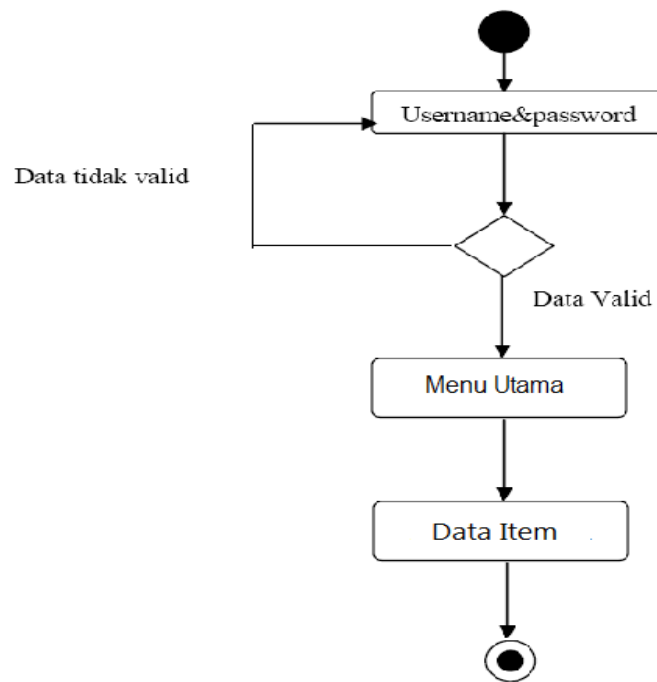 Username&password
Data tidak valid
Data Valid
Menu Utama
Data Item